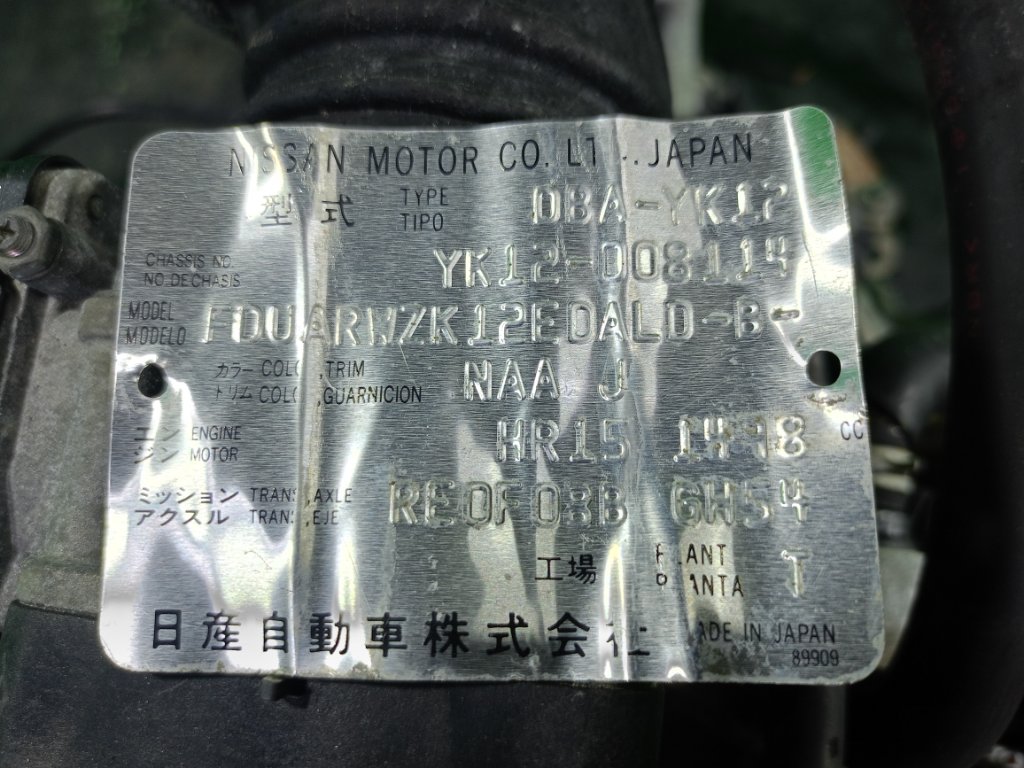 NISSAN MOTOR CO. LT ., JAPAN
型式 TYPE TIPO DBA-YK12
CHASSIS NO. NO DE CHASIS YK12-008114
MODEL MODELO FDUARWZK12EDALD-B-
カラー COLO ,TRIM
トリム COLO ,GUARNICION NAA J
エン ENGINE
ジン MOTOR HR15 1498 CC
ミッション TRANS,AXLE
アクスル TRAN ,EJE RE0F08B GH54
工場 PLANT PLANTA T
日産自動車株式会社 ADE IN JAPAN
89909